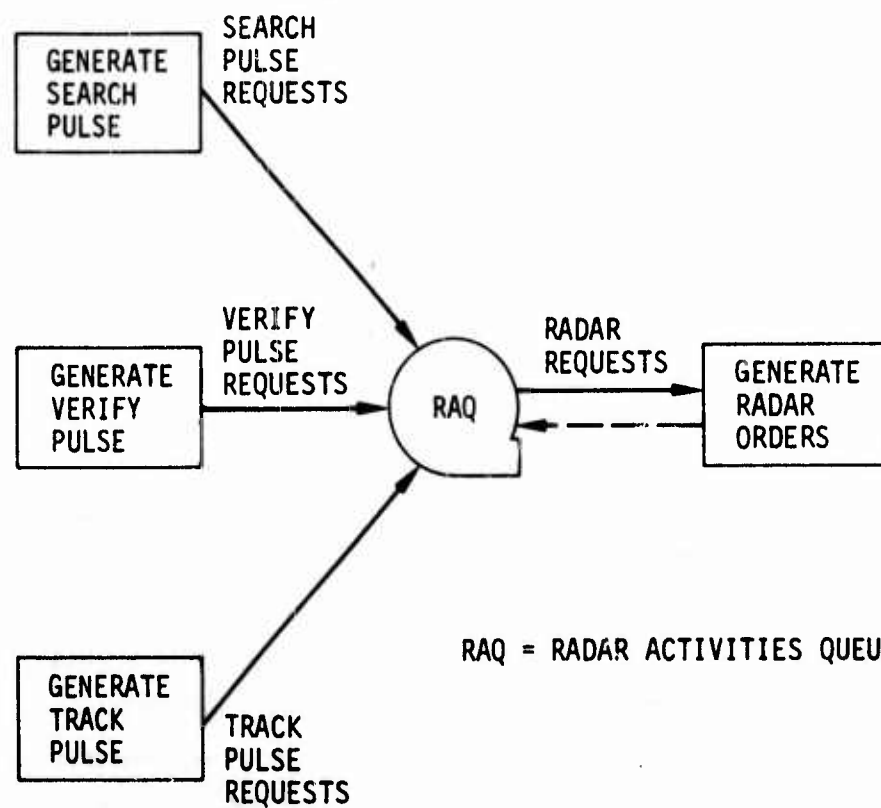 GENERATE
SEARCH
PULSE
SEARCH
PULSE
REQUESTS
GENERATE
VERIFY
PULSE
VERIFY
PULSE
REQUESTS
RAQ
RADAR
REQUESTS
GENERATE
RADAR
ORDERS
RAQ = RADAR ACTIVITIES QUEU
GENERATE
TRACK
PULSE
TRACK
PULSE
REQUESTS